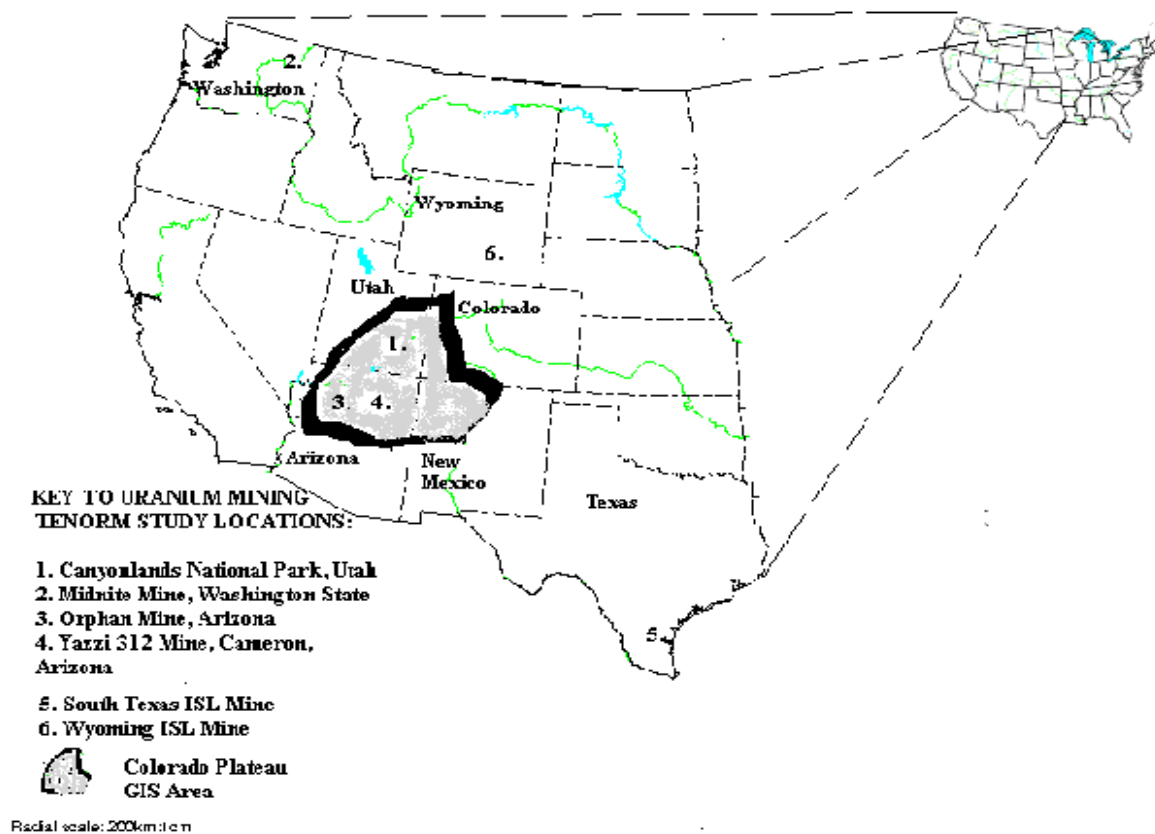 2.
Washington
Wyoming
6.
Utah
Colorado
1.
3.
4.
Arizona
New
Mexico
Texas
5.
KEY TO URANIUM MINING
TENORM STUDY LOCATIONS:
1. Canyonlands National Park, Utah
2. Midnite Mine, Washington State
3. Orphan Mine, Arizona
4. Yazzi 312 Mine, Cameron,
Arizona
5. South Texas ISL Mine
6. Wyoming ISL Mine
Colorado Plateau
GIS Area
Radial scale: 200km:1cm